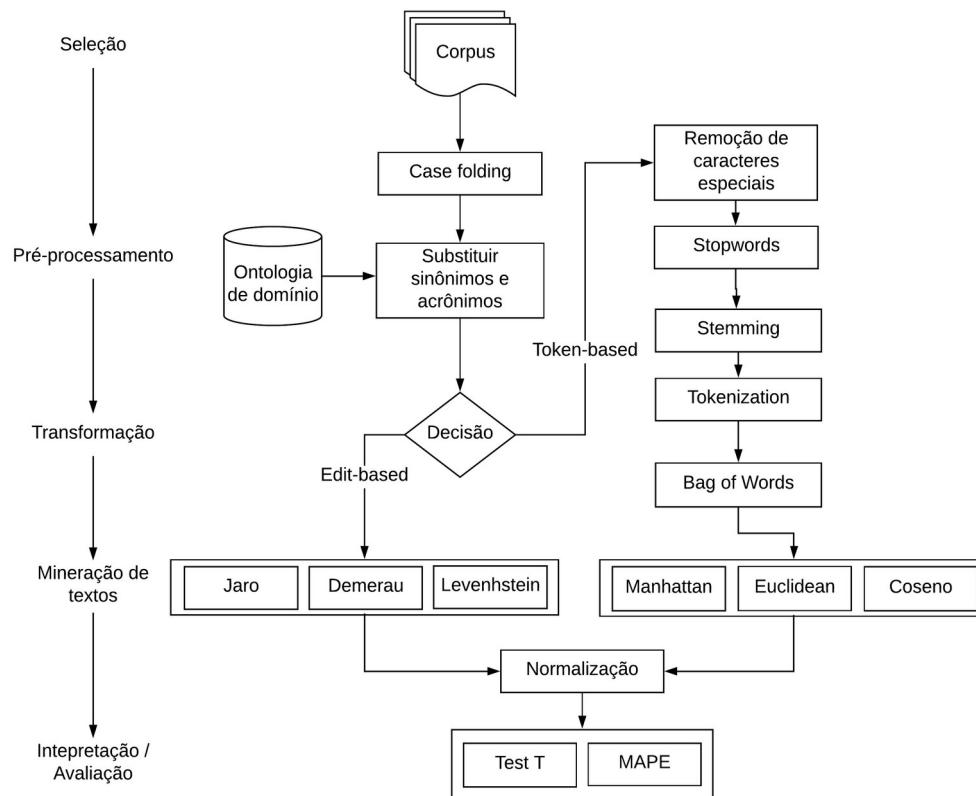 Seleção
Corpus
Remoção de
caracteres
especiais
Case folding
Pré-processamento
Ontologia
de domínio
Substituir
sinônimos e
acrônimos
Stopwords
Stemming
Token-based
Tokenization
Transformação
Decisão
Edit-based
Bag of Words
Mineração de
textos
Jaro
Demerau
Levenhstein
Manhattan
Euclidean
Coseno
Normalização
Intepretação /
Avaliação
Test T
MAPE